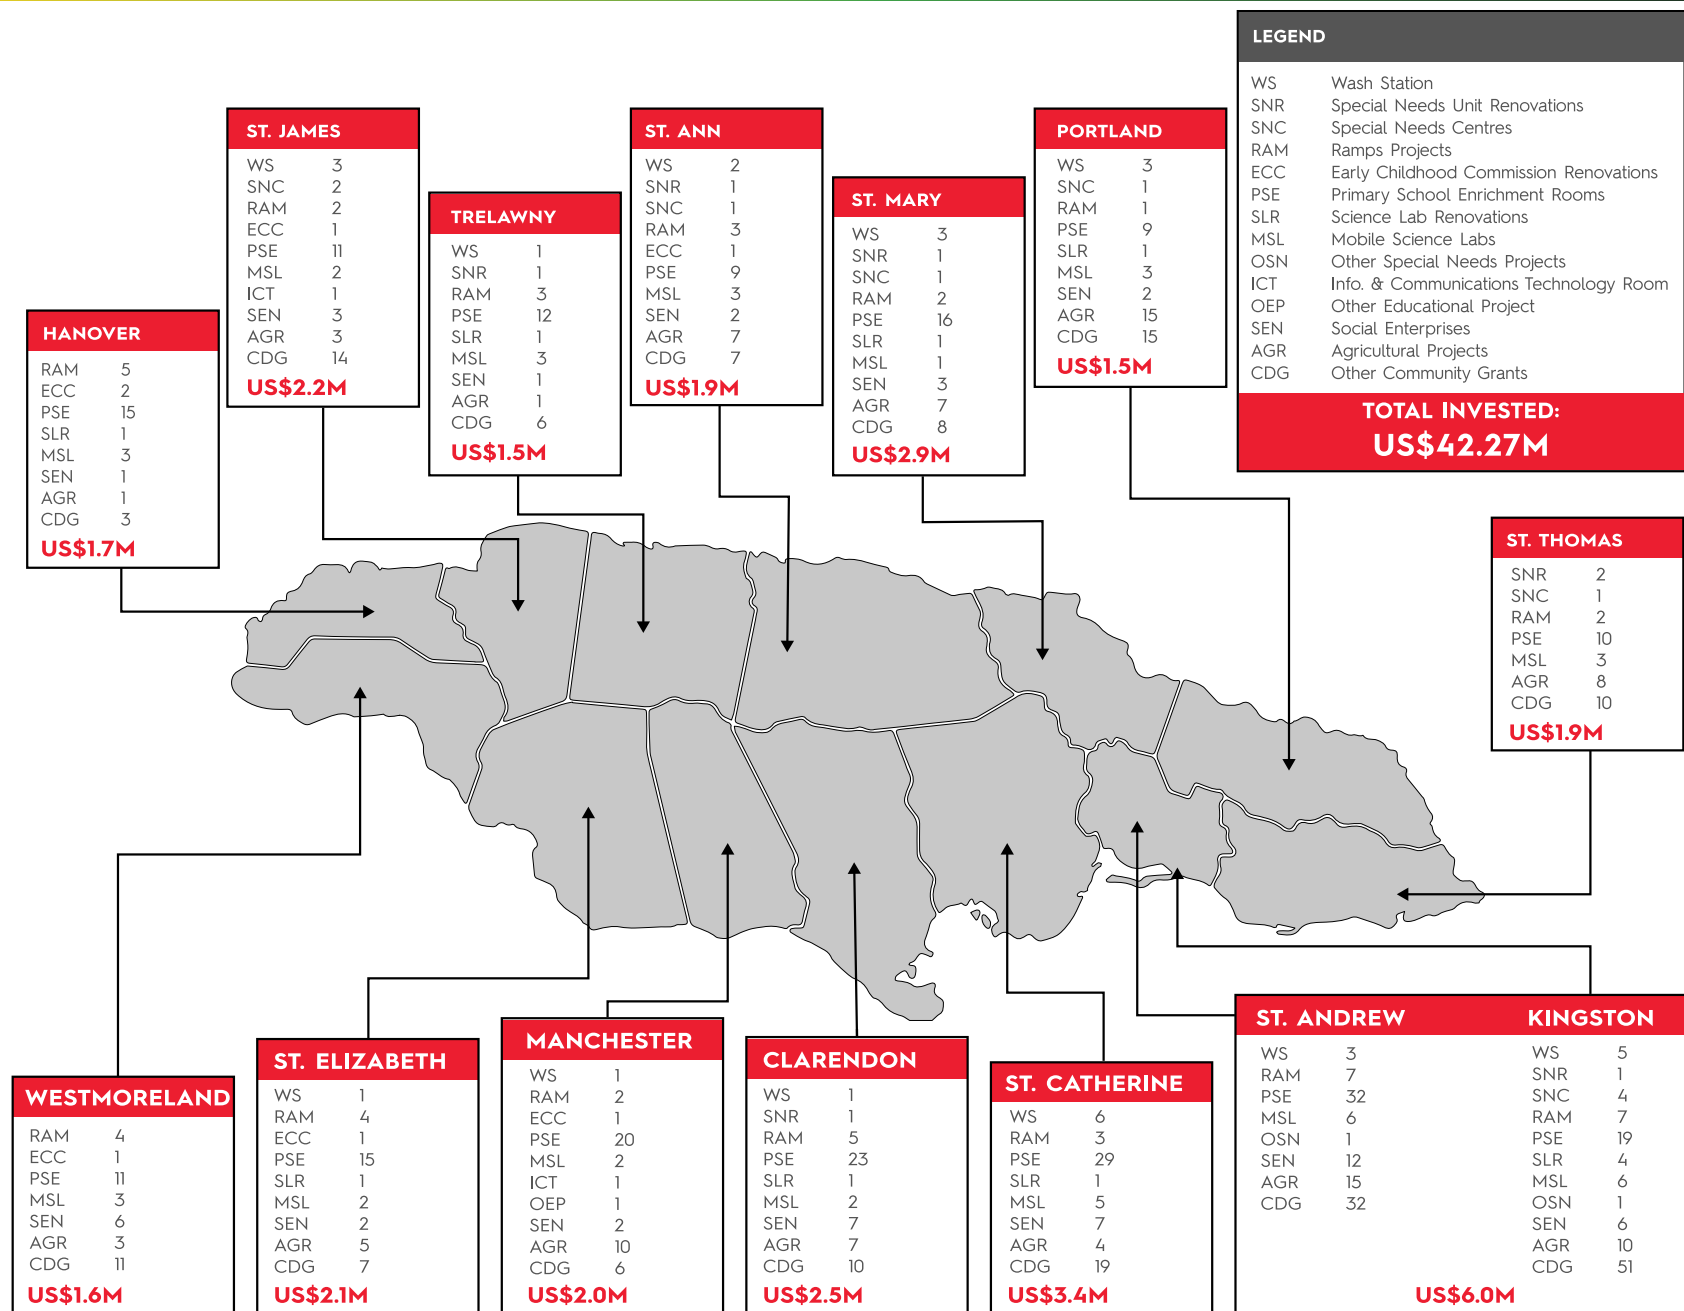 LEGEND
WS Wash Station
SNR Special Needs Unit Renovations
SNC Special Needs Centres
RAM Ramps Projects
ECC Early Childhood Commission Renovations
PSE Primary School Enrichment Rooms
SLR Science Lab Renovations
MSL Mobile Science Labs
OSN Other Special Needs Projects
ICT Info. & Communications Technology Room
OEP Other Educational Project
SEN Social Enterprises
AGR Agricultural Projects
CDG Other Community Grants
TOTAL INVESTED:
US$42.27M
HANOVER
RAM 5
ECC 2
PSE 15
SLR 1
MSL 3
SEN 1
AGR 1
CDG 3
US$1.7M
ST. JAMES
WS 3
SNC 2
RAM 2
ECC 1
PSE 11
MSL 2
ICT 1
SEN 3
AGR 3
CDG 14
US$2.2M
TRELAWNY
WS 1
SNR 1
RAM 3
PSE 12
SLR 1
MSL 3
SEN 1
AGR 1
CDG 6
US$1.5M
ST. ANN
WS 2
SNR 1
SNC 1
RAM 3
ECC 1
PSE 9
MSL 3
SEN 2
AGR 7
CDG 7
US$1.9M
ST. MARY
WS 3
SNR 1
SNC 1
RAM 2
PSE 16
SLR 1
MSL 1
SEN 3
AGR 7
CDG 8
US$2.9M
PORTLAND
WS 3
SNC 1
RAM 1
PSE 9
SLR 1
MSL 3
SEN 2
AGR 15
CDG 15
US$1.5M
ST. THOMAS
SNR 2
SNC 1
RAM 2
PSE 10
MSL 3
AGR 8
CDG 10
US$1.9M
WESTMORELAND
RAM 4
ECC 1
PSE 11
MSL 3
SEN 6
AGR 3
CDG 11
US$1.6M
ST. ELIZABETH
WS 1
RAM 4
ECC 1
PSE 15
SLR 1
MSL 2
SEN 2
AGR 5
CDG 7
US$2.1M
MANCHESTER
WS 1
RAM 2
ECC 1
PSE 20
MSL 2
ICT 1
OEP 1
SEN 2
AGR 10
CDG 6
US$2.0M
CLARENDON
WS 1
SNR 1
RAM 5
PSE 23
SLR 1
MSL 2
SEN 7
AGR 7
CDG 10
US$2.5M
ST. CATHERINE
WS 6
RAM 3
PSE 29
SLR 1
MSL 5
SEN 7
AGR 4
CDG 19
US$3.4M
ST. ANDREW
WS 3
RAM 7
PSE 32
MSL 6
OSN 1
SEN 12
AGR 15
CDG 32
KINGSTON
WS 5
SNR 1
SNC 4
RAM 7
PSE 19
SLR 4
MSL 6
OSN 1
SEN 6
AGR 10
CDG 51
US$6.0M